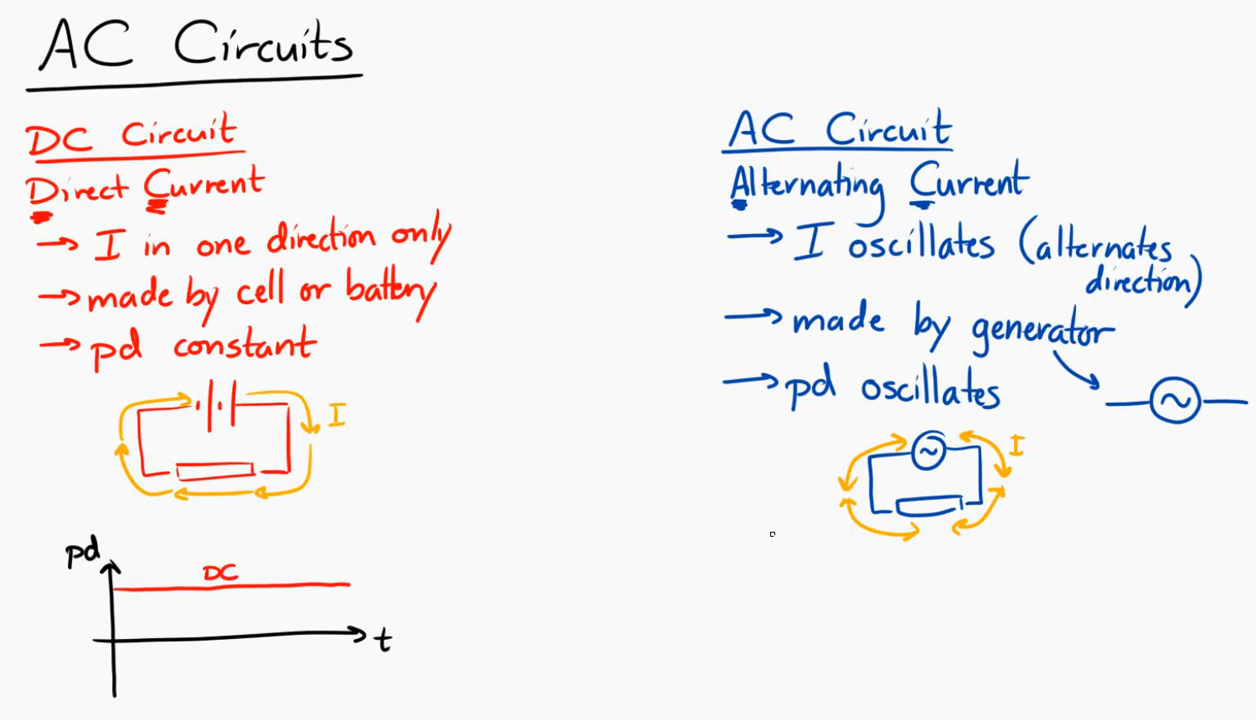 AC Circuits
DC Circuit
Direct Current
→ I in one direction only
→ made by cell or battery
→ pd constant
I
pd
DC
t
AC Circuit
Alternating Current
→ I oscillates (alternates
direction)
→ made by generator
→ pd oscillates
~
~
I